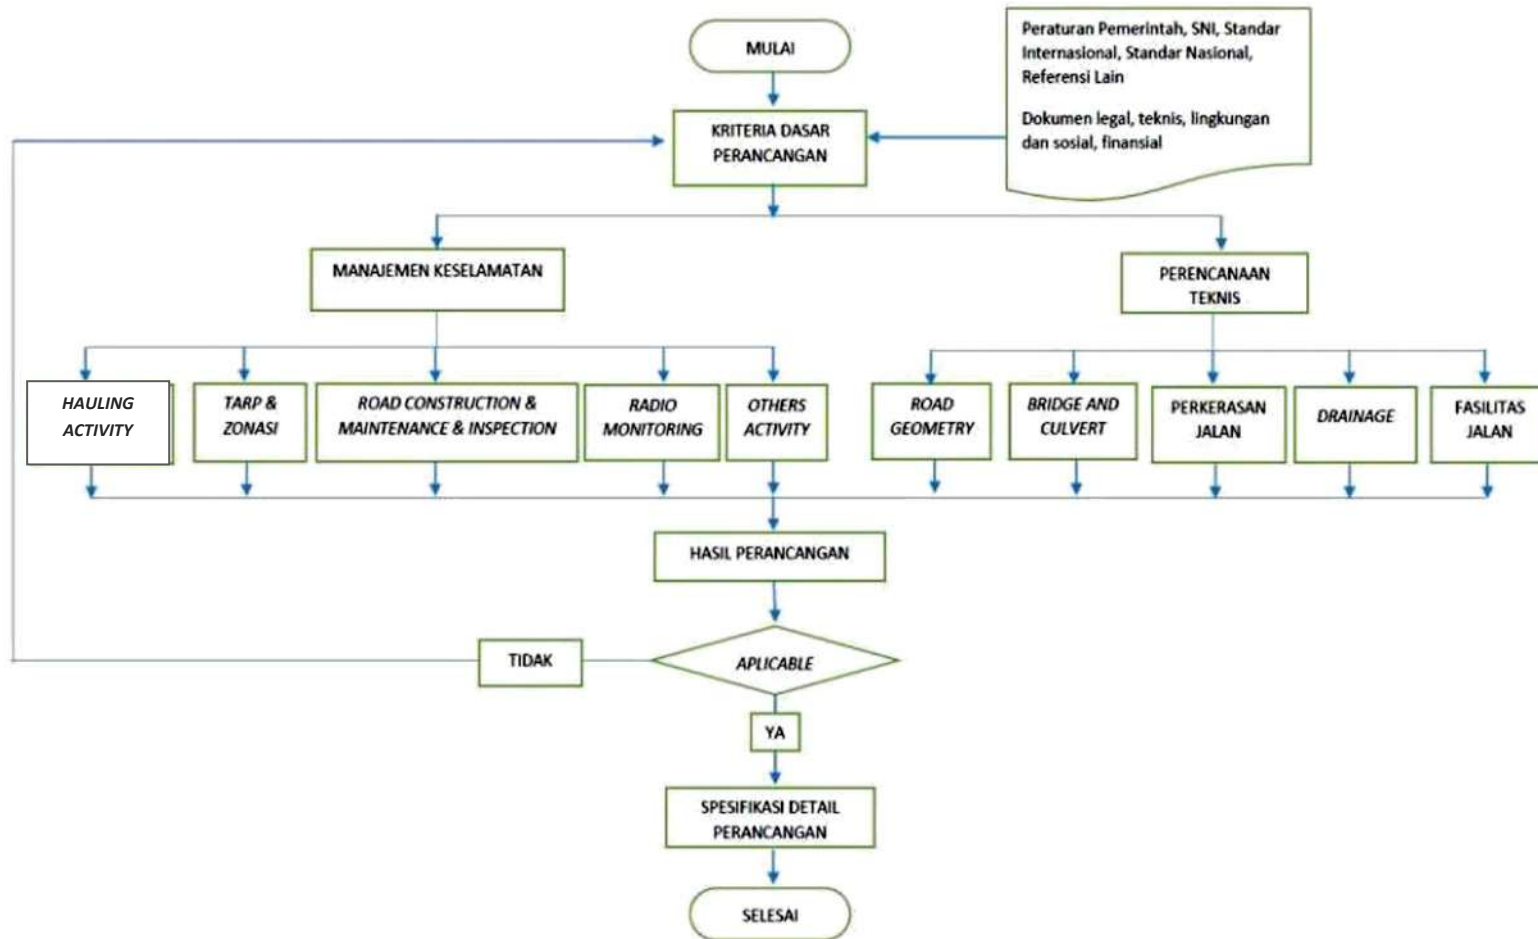 MULAI
Peraturan Pemerintah, SNI, Standar
Internasional, Standar Nasional,
Referensi Lain
Dokumen legal, teknis, lingkungan
dan sosial, finansial
KRITERIA DASAR
PERANCANGAN
MANAJEMEN KESELAMATAN
PERENCANAAN
TEKNIS
HAULING
ACTIVITY
TARP &
ZONASI
ROAD CONSTRUCTION &
MAINTENANCE & INSPECTION
RADIO
MONITORING
OTHERS
ACTIVITY
ROAD
GEOMETRY
BRIDGE AND
CULVERT
PERKERASAN
JALAN
DRAINAGE
FASILITAS
JALAN
HASIL PERANCANGAN
TIDAK
APLICABLE
YA
SPESIFIKASI DETAIL
PERANCANGAN
SELESAI